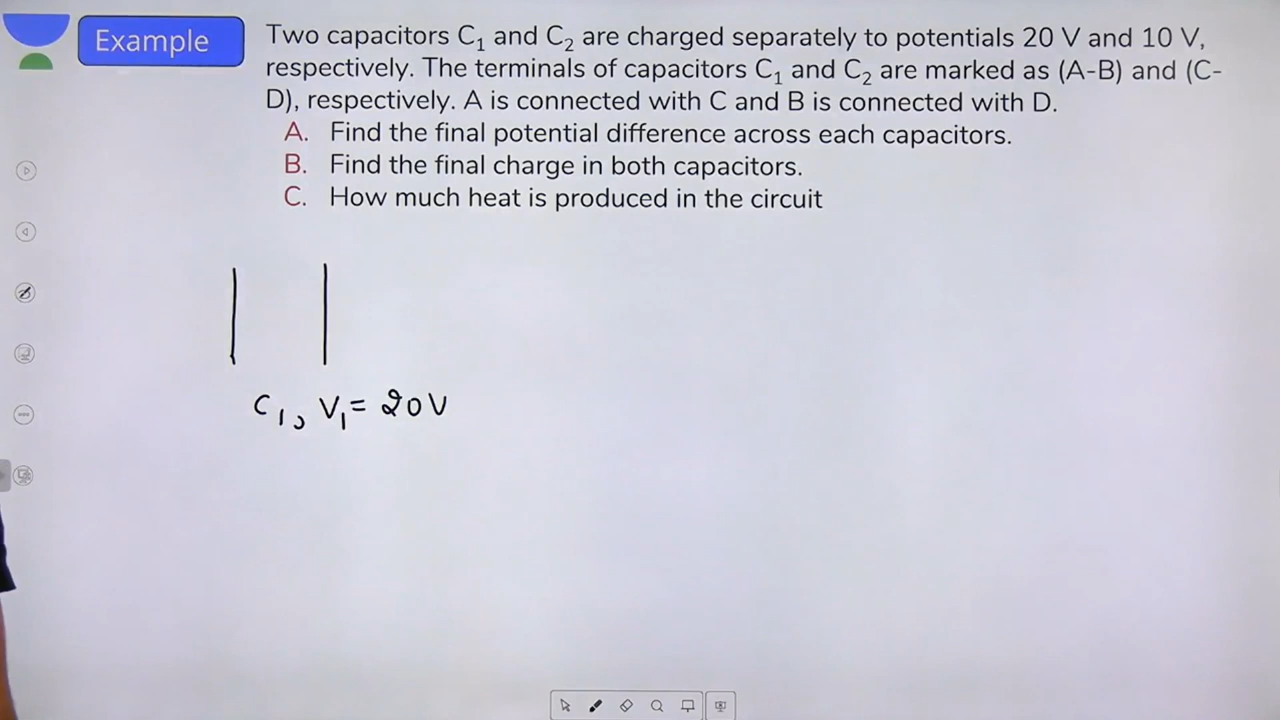 Example
Two capacitors C₁ and C₂ are charged separately to potentials 20 V and 10 V,
respectively. The terminals of capacitors C₁ and C₂ are marked as (A-B) and (C-
D), respectively. A is connected with C and B is connected with D.
A. Find the final potential difference across each capacitors.
B. Find the final charge in both capacitors.
C. How much heat is produced in the circuit
C₁, V₁ = 20V